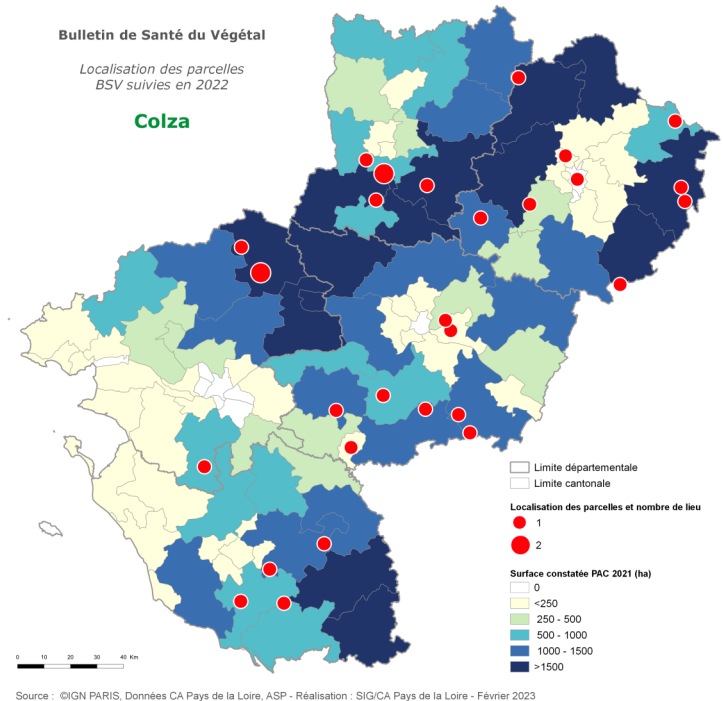 Bulletin de Santé du Végétal
Localisation des parcelles
BSV suivies en 2022
Colza
Limite départementale
Limite cantonale
Localisation des parcelles et nombre de lieu
1
2
Surface constatée PAC 2021 (ha)
0
<250
250 - 500
500 - 1000
1000 - 1500
>1500
0 10 20 30 40 Km
Source : ©IGN PARIS, Données CA Pays de la Loire, ASP - Réalisation : SIG/CA Pays de la Loire - Février 2023